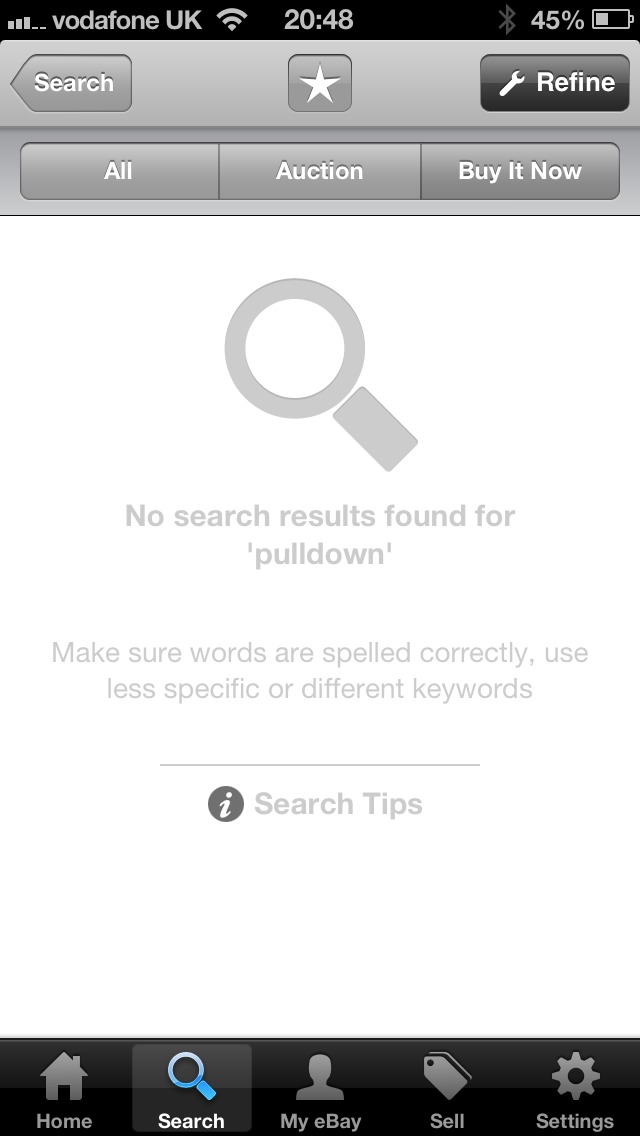 vodafone UK 20:48 45%
Search Refine
All Auction Buy It Now
No search results found for
'pulldown'
Make sure words are spelled correctly, use
less specific or different keywords
i Search Tips
Home Search My eBay Sell Settings